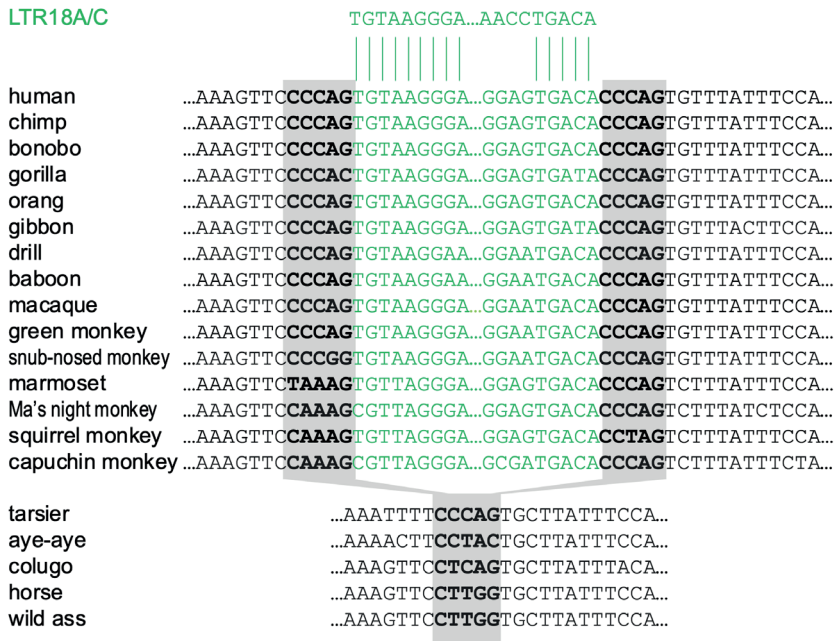 LTR18A/C TGTAAGGGA...AACCTGACA
human ...AAAGTTCCCCAGTGTAAGGGA...GGAGTGACACCCAGTGTTTATTTCCA...
chimp ...AAAGTTCCCCAGTGTAAGGGA...GGAGTGACACCCAGTGTTTATTTCCA...
bonobo ...AAAGTTCCCCAGTGTAAGGGA...GGAGTGACACCCAGTGTTTATTTCCA...
gorilla ...AAAGTTCCCCACTGTAAGGGA...GGAGTGATACCCAGTGTTTATTTCCA...
orang ...AAAGTTCCCCAGTGTAAGGGA...GGAGTGACACCCAGTGTTTATTTCCA...
gibbon ...AAAGTTCCCCAGTGTAAGGGA...GGAGTGATACCCAGTGTTTACTTCCA...
drill ...AAAGTTCCCCAGTGTAAGGAA...GGAATGACACCCAGTGTTTATTTCCA...
baboon ...AAAGTTCCCCAGTGTAAGGAA...GGAATGACACCCAGTGTTTATTTCCA...
macaque ...AAAGTTCCCCAGTGTAAGGGA...GGAATGACACCCAGTGTTTATTTCCA...
green monkey ...AAAGTTCCCCAGTGTAAGGGA...GGAATGACACCCAGTGTTTATTTCCA...
snub-nosed monkey ...AAAGTTCCCCGGTGTAAGGGA...GGAATGACACCCAGTGTTTATTTCCA...
marmoset ...AAAGTTCTAAAGTGTTAGGGA...GGAGTGACACCCAGTCTTTATTTCCA...
Ma's night monkey ...AAAGTTCCAAAGCGTTAGGGA...GGAGTGACACCCAGTCTTTATCTCCA...
squirrel monkey ...AAAGTTCCAAAGTGTTAGGGA...GGAGTGACACCTAGTCTTTATTTCCA...
capuchin monkey ...AAAGTTCCAAAGCGTTAGGGA...GCGATGACACCCAGTCTTTATTTCTA...
tarsier ...AAATTTTCCCAGTGCTTATTTCCA...
aye-aye ...AAAACTTCCTACTGCTTATTTCCA...
colugo ...AAAGTTCCTCAGTGCTTATTTACA...
horse ...AAAGTTCCTTGGTGCTTATTTCCA...
wild ass ...AAAGTTCCTTGGTGCTTATTTCCA...